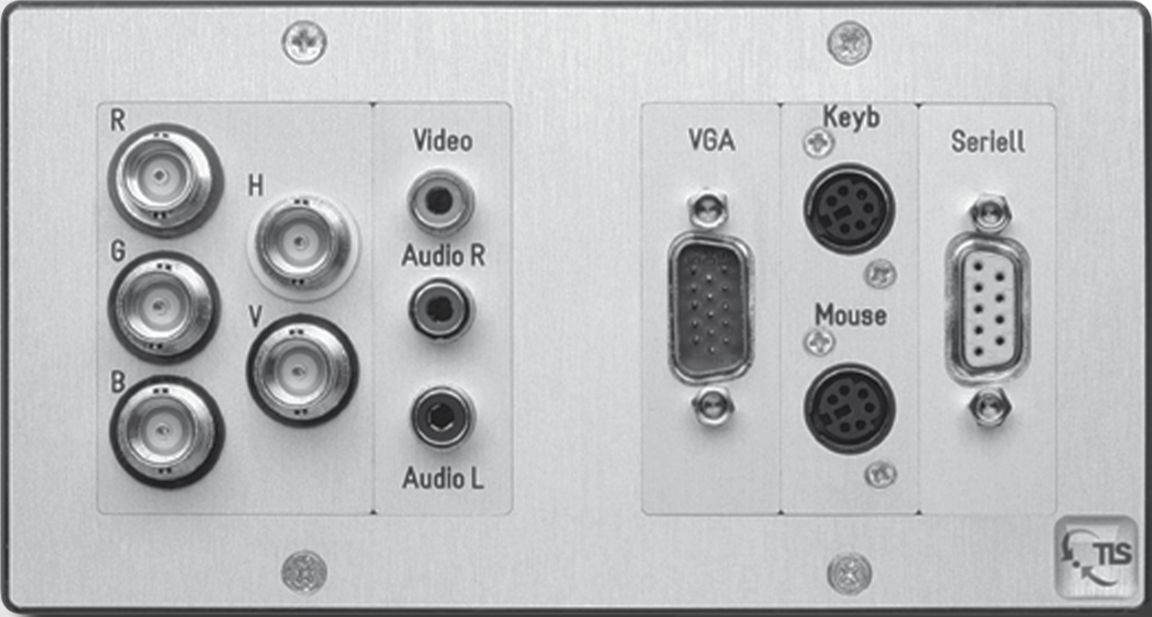 R
G
B
H
V
Video
Audio R
Audio L
VGA
Keyb
Mouse
Seriell
TLS